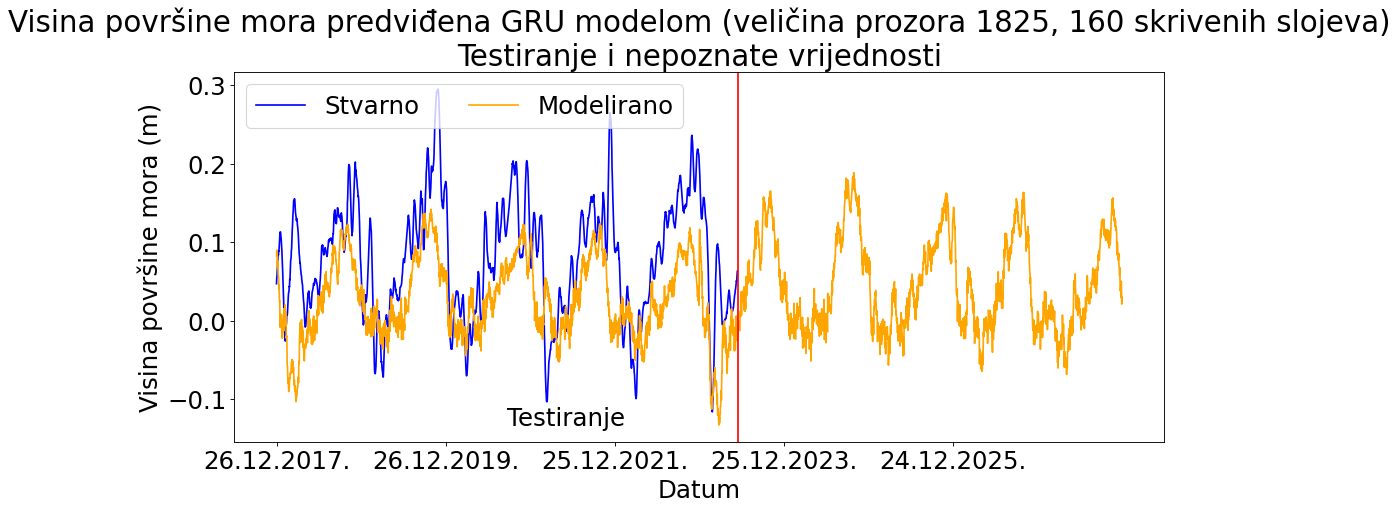 Visina površine mora predviđena GRU modelom (veličina prozora 1825, 160 skrivenih slojeva)
Testiranje i nepoznate vrijednosti
Stvarno
Modelirano
Visina površine mora (m)
0.3
0.2
0.1
0.0
−0.1
Testiranje
26.12.2017.
26.12.2019.
25.12.2021.
25.12.2023.
24.12.2025.
Datum